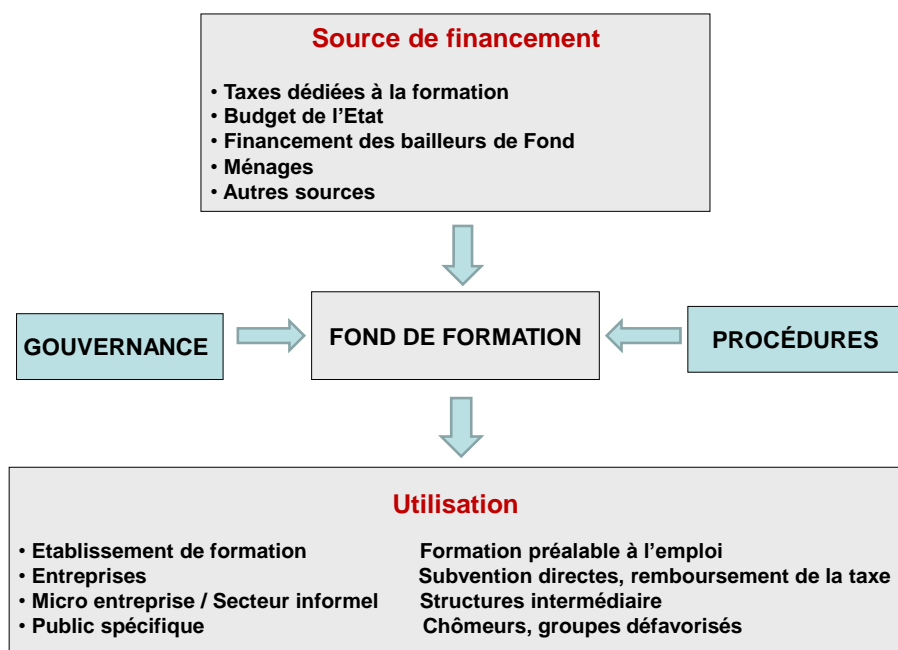 Source de financement
• Taxes dédiées à la formation
• Budget de l’Etat
• Financement des bailleurs de Fond
• Ménages
• Autres sources
GOUVERNANCE
FOND DE FORMATION
PROCÉDURES
Utilisation
• Etablissement de formation Formation préalable à l’emploi
• Entreprises Subvention directes, remboursement de la taxe
• Micro entreprise / Secteur informel Structures intermédiaire
• Public spécifique Chômeurs, groupes défavorisés